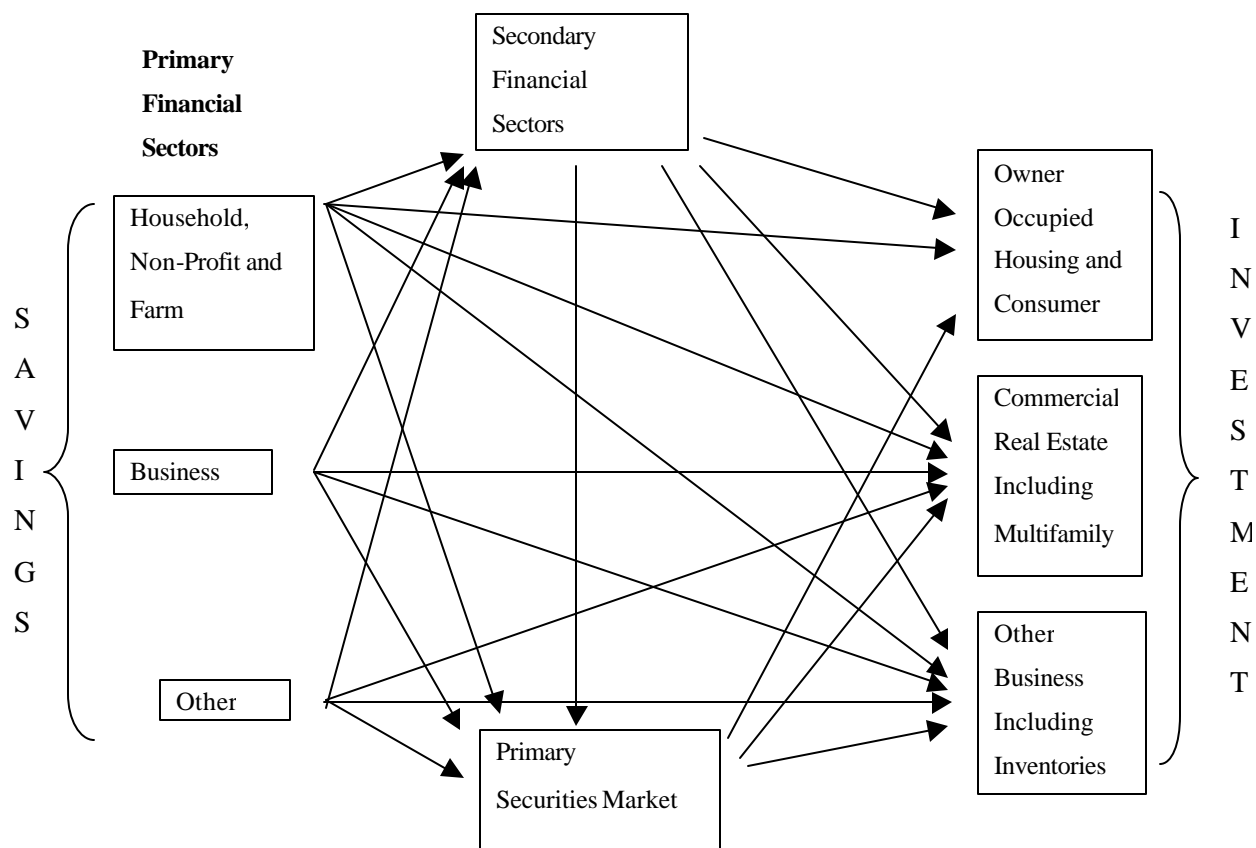 Primary
Financial
Sectors
Secondary
Financial
Sectors
Household,
Non-Profit and
Farm
Business
Other
Primary
Securities Market
Owner
Occupied
Housing and
Consumer
Commercial
Real Estate
Including
Multifamily
Other
Business
Including
Inventories
S
A
V
I
N
G
S
I
N
V
E
S
T
M
E
N
T